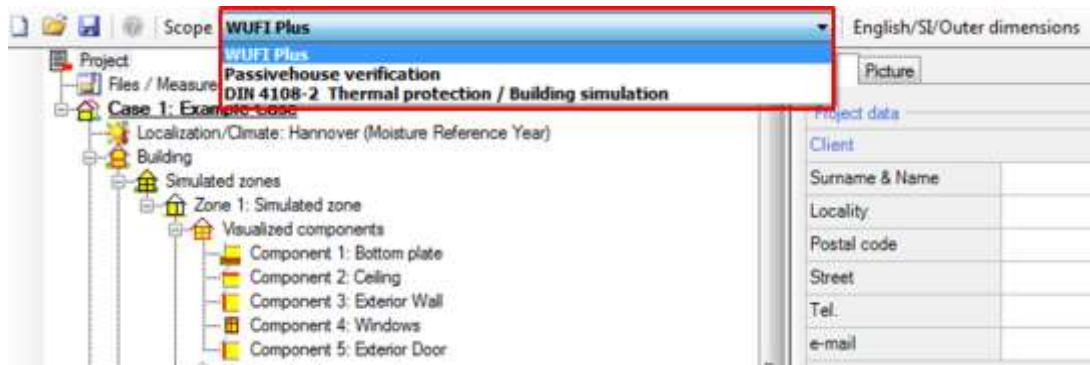 Scope WUFI Plus English/SI/Outer dimensions
WUFI Plus
Passivehouse verification
DIN 4108-2 Thermal protection / Building simulation
Project
Files / Measure
Case 1: Example Case
Localization/Climate: Hannover (Moisture Reference Year)
Building
Simulated zones
Zone 1: Simulated zone
Visualized components
Component 1: Bottom plate
Component 2: Ceiling
Component 3: Exterior Wall
Component 4: Windows
Component 5: Exterior Door
Picture
Project data
Client
Surname & Name
Locality
Postal code
Street
Tel.
e-mail